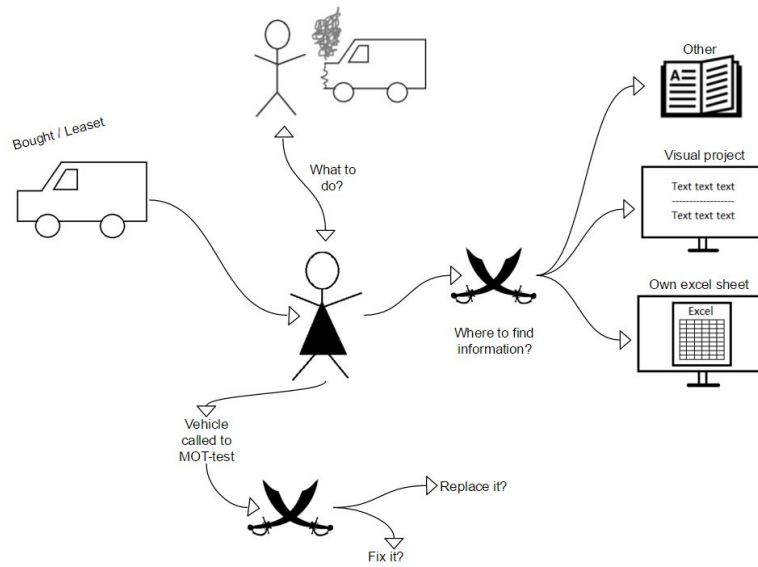 Other
Bought / Leaset
What to
do?
Visual project
Text text text
--------------------
Text text text
Own excel sheet
Excel
Where to find
information?
Vehicle
called to
MOT-test
Replace it?
Fix it?
A